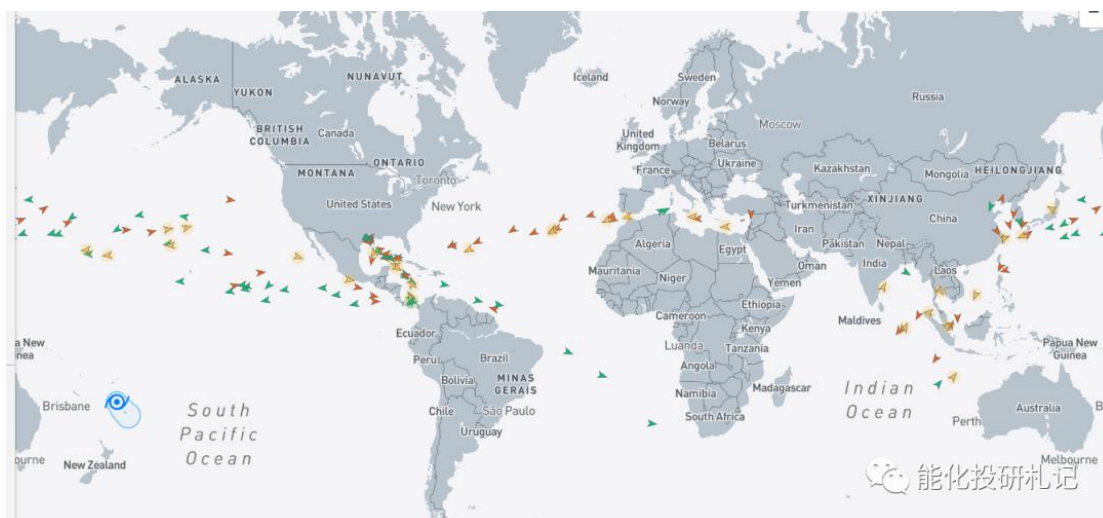 ALASKA
NUNAVUT
YUKON
Iceland
Sweden
Norway
Russia
BRITISH
COLUMBIA
Canada
United
Kingdom
Moscow
Belarus
Ukraine
France
ONTARIO
MONTANA
Toronto
Kazakhstan
Mongolia
HEILONGJIANG
United States
New York
Turkmenistan
XINJIANG
China
Algeria
Egypt
Iran
Pākistān
Nepal
India
Laos
Oman
Mauritania
Niger
Yemen
Ethiopia
Cameroon
Kenya
Maldives
Ecuador
Luanda
Tanzania
Papua New
Guinea
a New
nea
Peru
Brazil
Angola
Bolivia
MINAS
GERAIS
Namibia
Madagascar
Indian
Ocean
Brisbane
South
Pacific
Ocean
Chile
São Paulo
Uruguay
South Africa
Perth
Australia
B
ourne
New Zealand
Melbourne
能化投研札记